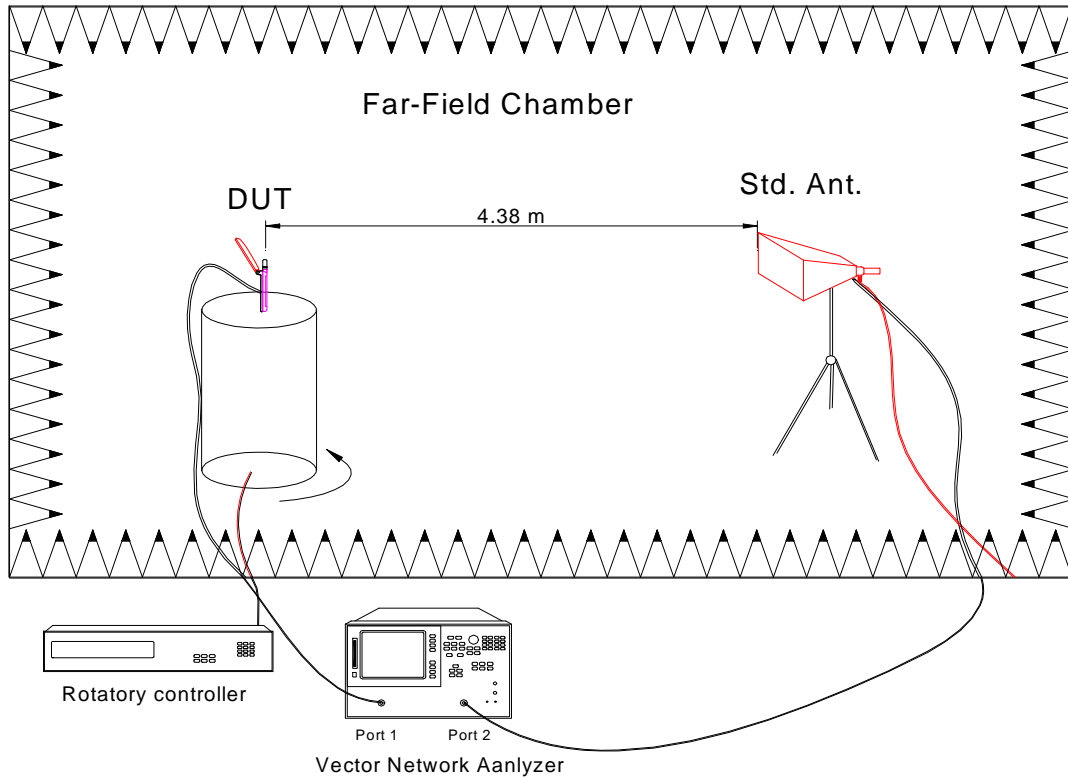 Far-Field Chamber
DUT
Std. Ant.
4.38 m
Rotatory controller
Port 1
Port 2
Vector Network Aanlyzer